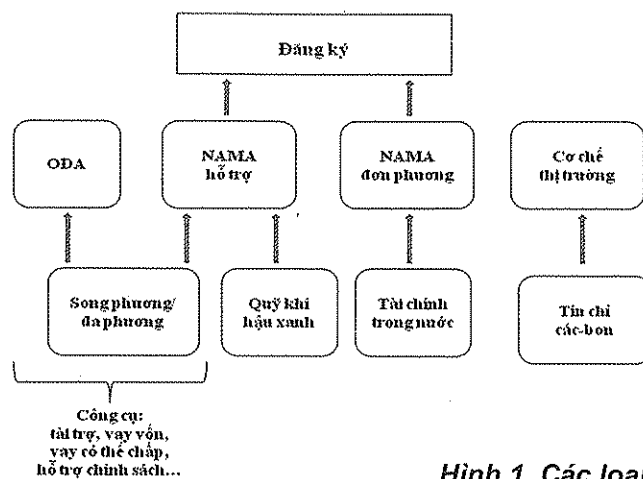 Đăng ký
ODA
NAMA
hỗ trợ
NAMA
đơn phương
Cơ chế
thị trường
Song phương/
đa phương
Quỹ khí
hậu xanh
Tài chính
trong nước
Tín chỉ
các-bon
Công cụ:
tài trợ, vay vốn,
vay có thế chấp,
hỗ trợ chính sách...
Hình 1. Các loại